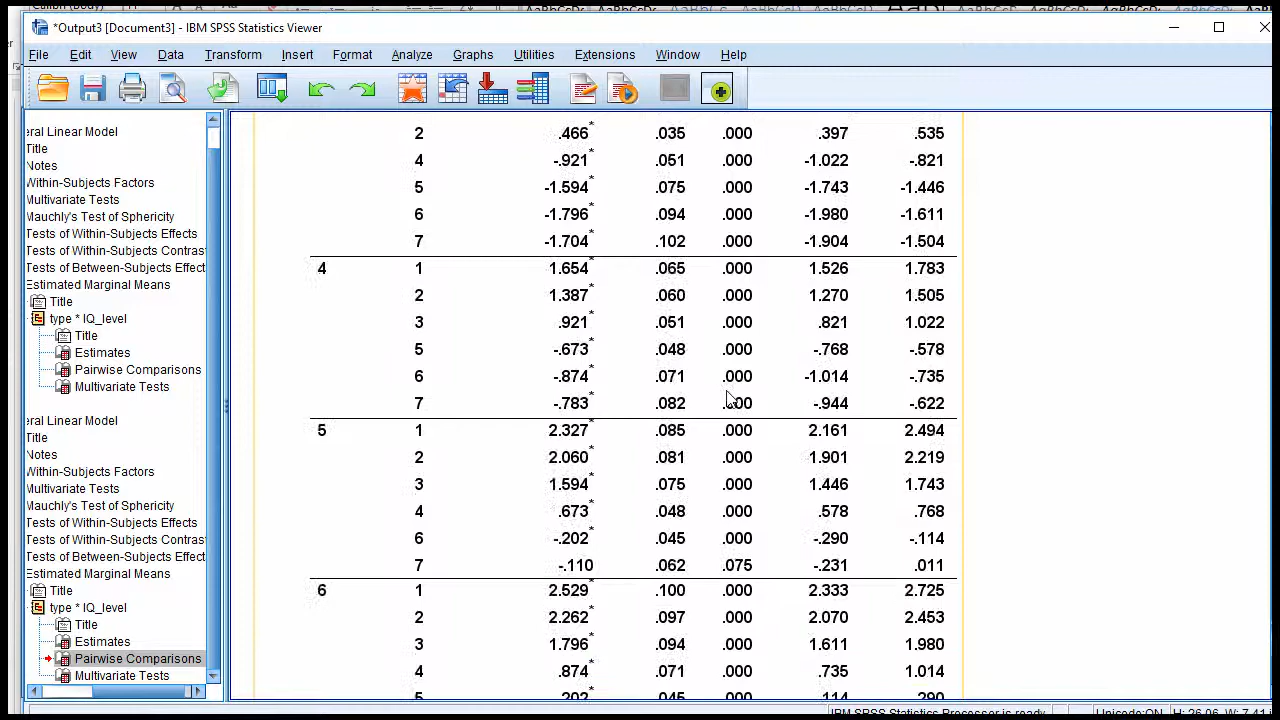 *Output3 [Document3] - IBM SPSS Statistics Viewer
File Edit View Data Transform Insert Format Analyze Graphs Utilities Extensions Window Help
eral Linear Model
Title
Notes
Within-Subjects Factors
Multivariate Tests
Mauchly's Test of Sphericity
Tests of Within-Subjects Effects
Tests of Within-Subjects Contras
Tests of Between-Subjects Effect
Estimated Marginal Means
Title
type * IQ_level
Title
Estimates
Pairwise Comparisons
Multivariate Tests
eral Linear Model
Title
Notes
Within-Subjects Factors
Multivariate Tests
Mauchly's Test of Sphericity
Tests of Within-Subjects Effects
Tests of Within-Subjects Contras
Tests of Between-Subjects Effect
Estimated Marginal Means
Title
type * IQ_level
Title
Estimates
Pairwise Comparisons
Multivariate Tests
2 .466* .035 .000 .397 .535
4 -.921* .051 .000 -1.022 -.821
5 -1.594* .075 .000 -1.743 -1.446
6 -1.796* .094 .000 -1.980 -1.611
7 -1.704* .102 .000 -1.904 -1.504
4 1 1.654* .065 .000 1.526 1.783
2 1.387* .060 .000 1.270 1.505
3 .921* .051 .000 .821 1.022
5 -.673* .048 .000 -.768 -.578
6 -.874* .071 .000 -1.014 -.735
7 -.783* .082 .000 -.944 -.622
5 1 2.327* .085 .000 2.161 2.494
2 2.060* .081 .000 1.901 2.219
3 1.594* .075 .000 1.446 1.743
4 .673* .048 .000 .578 .768
6 -.202* .045 .000 -.290 -.114
7 -.110 .062 .075 -.231 .011
6 1 2.529* .100 .000 2.333 2.725
2 2.262* .097 .000 2.070 2.453
3 1.796* .094 .000 1.611 1.980
4 .874* .071 .000 .735 1.014
5 .202* .045 .000 .114 .290
IBM SPSS Statistics Processor is ready Unicode:ON H: 26.06, W: 7.41 i